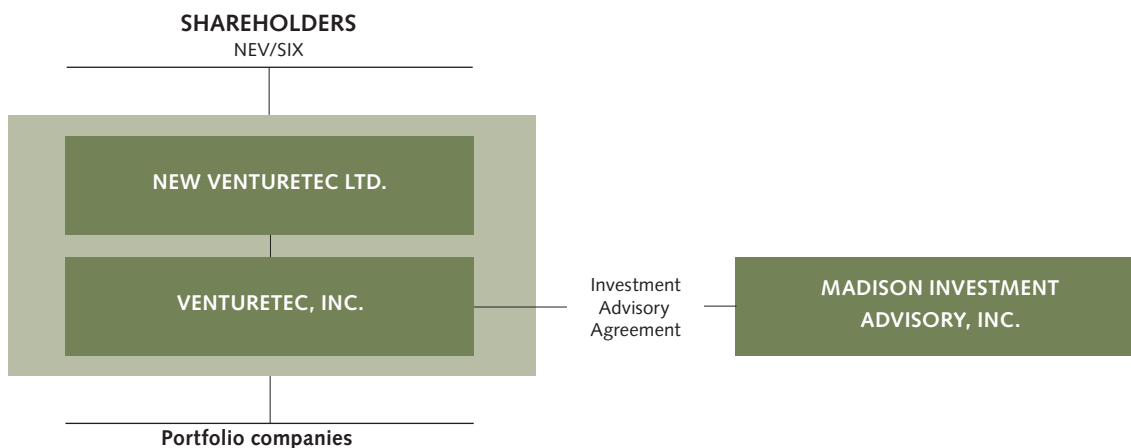 SHAREHOLDERS
NEV/SIX
NEW VENTURETEC LTD.
VENTURETEC, INC.
Investment
Advisory
Agreement
MADISON INVESTMENT
ADVISORY, INC.
Portfolio companies